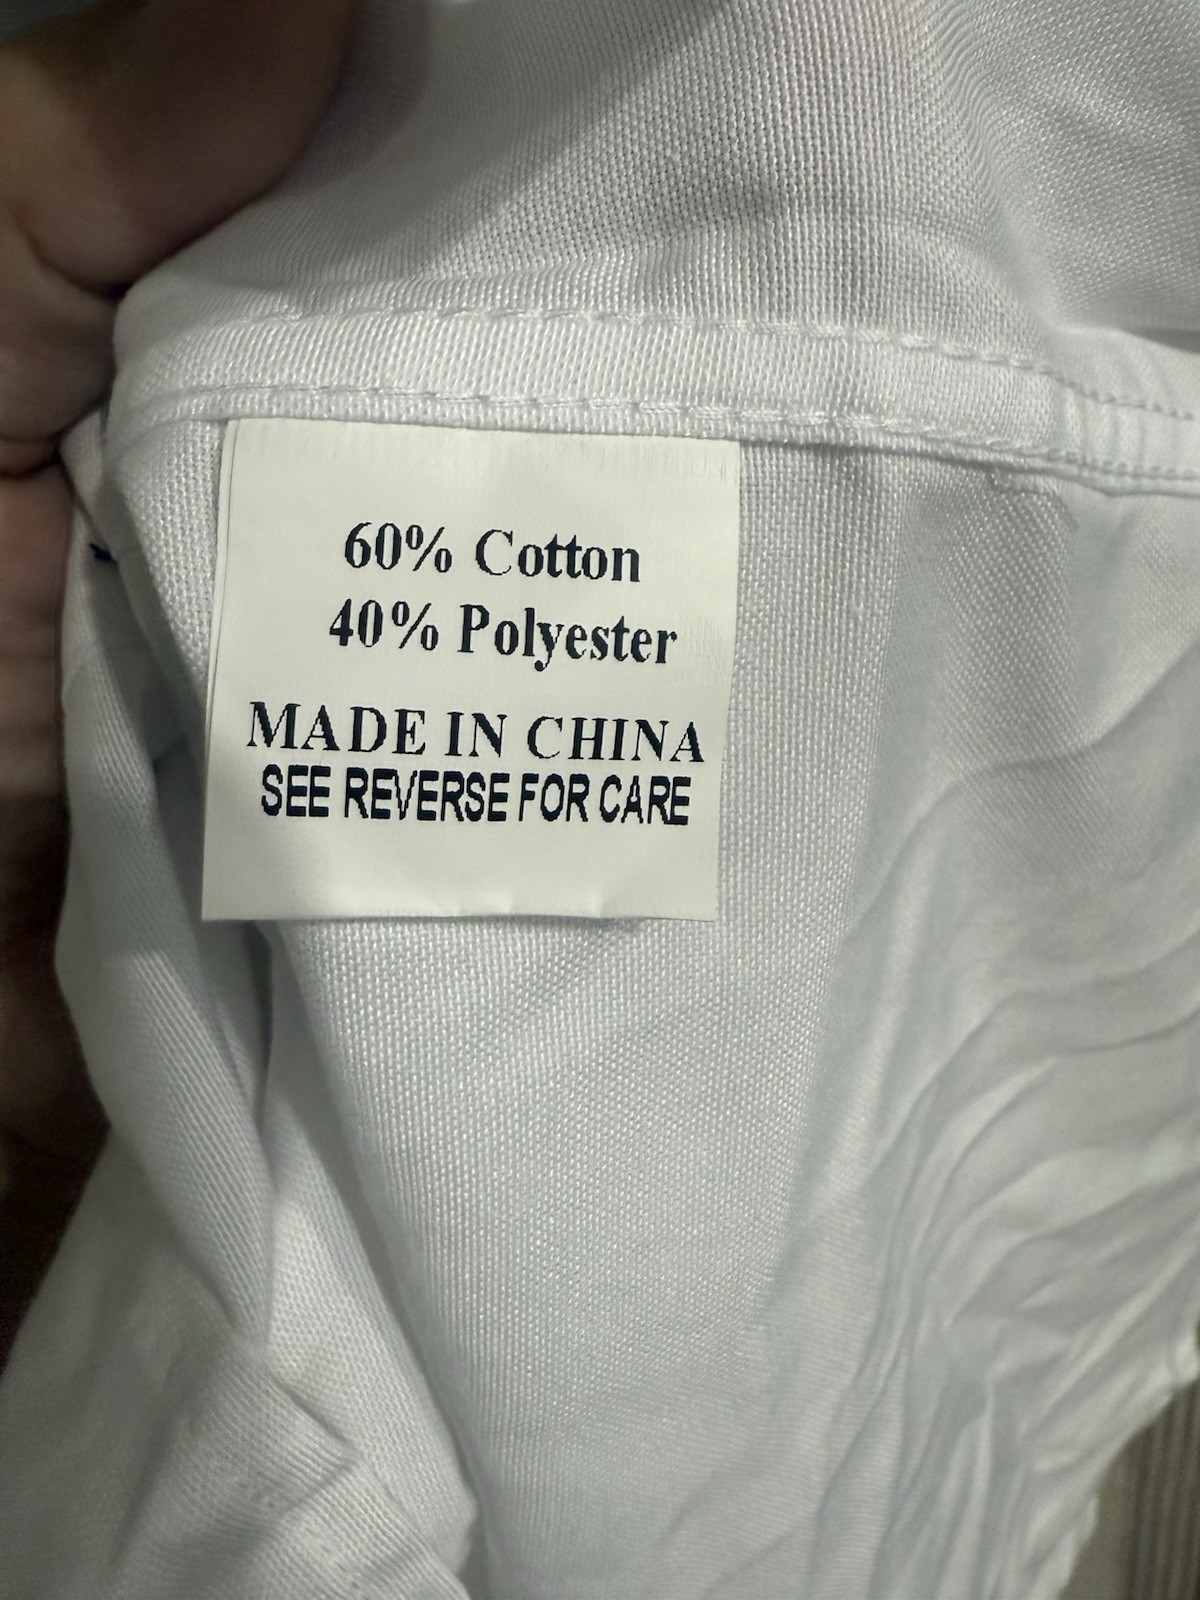 60% Cotton
40% Polyester
MADE IN CHINA
SEE REVERSE FOR CARE